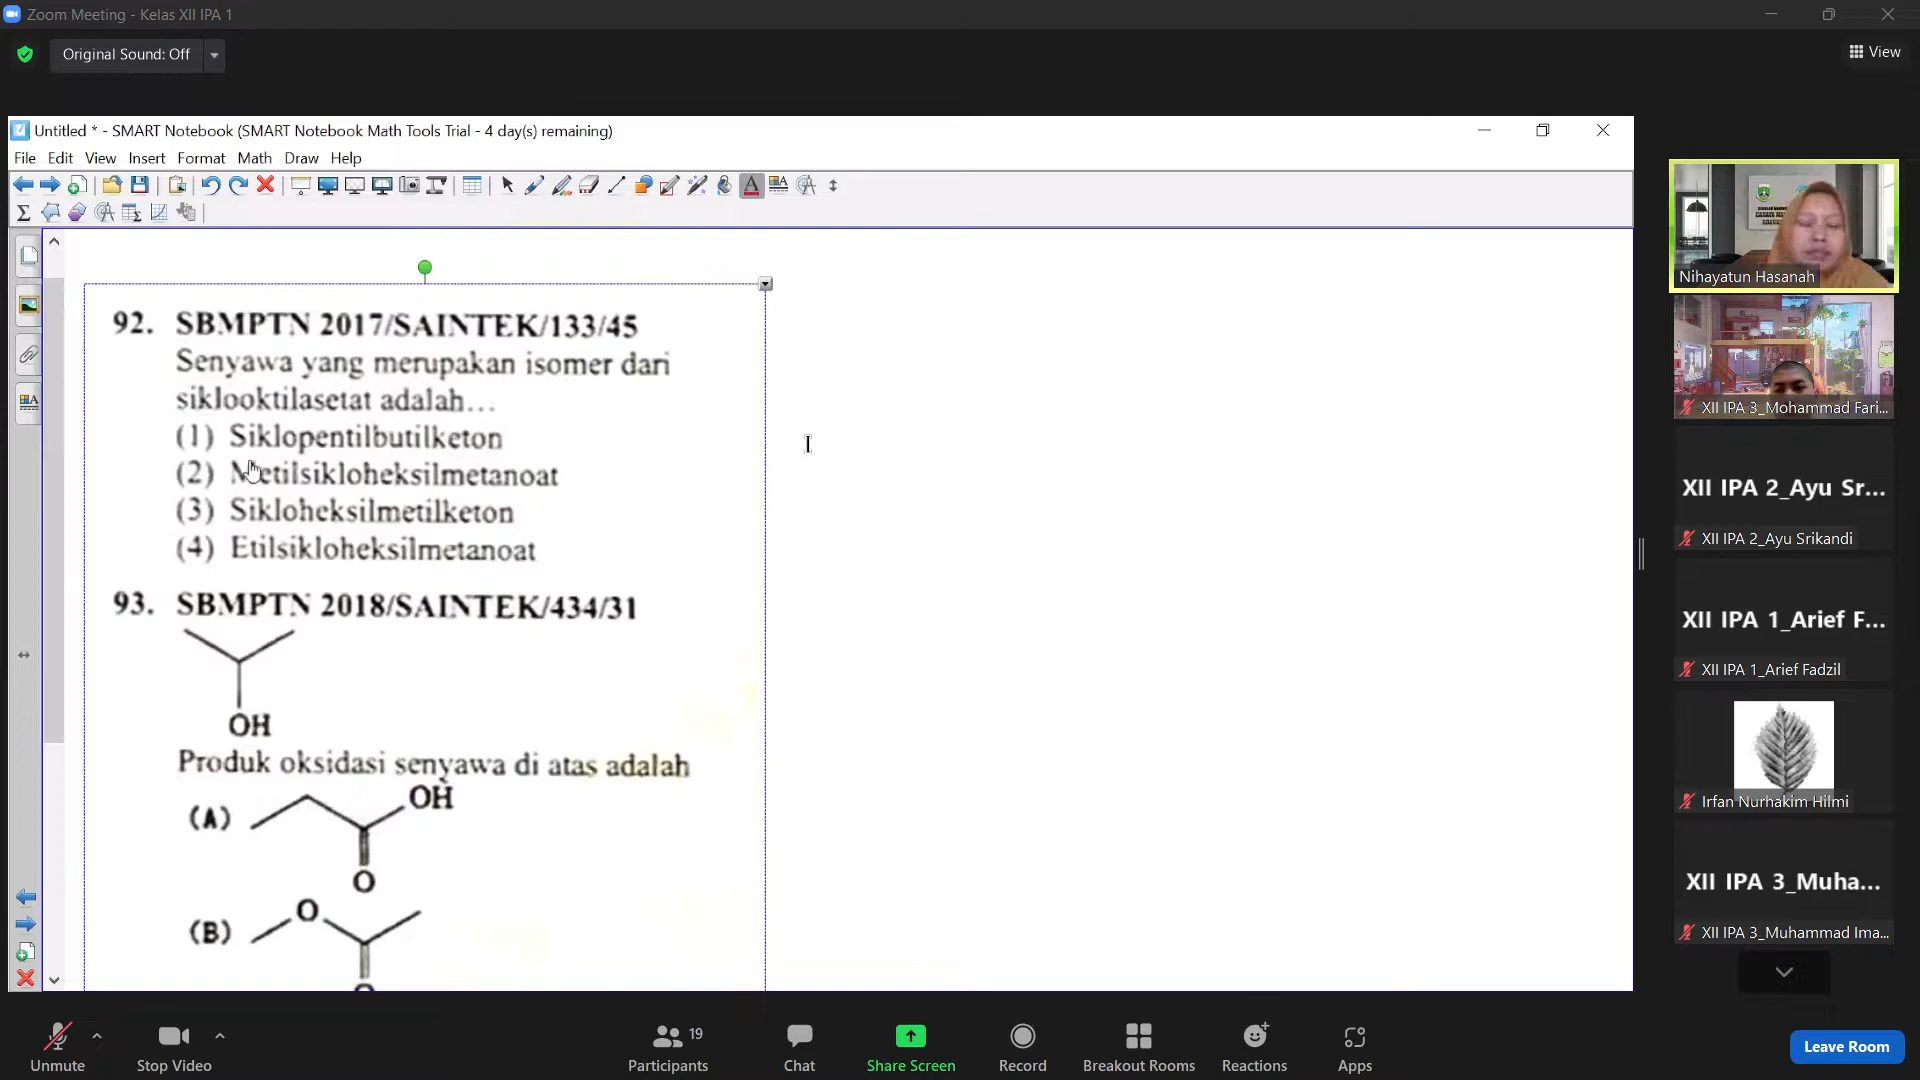 Zoom Meeting - Kelas XII IPA 1
Original Sound: Off
View
Untitled * - SMART Notebook (SMART Notebook Math Tools Trial - 4 day(s) remaining)
File Edit View Insert Format Math Draw Help
92. SBMPTN 2017/SAINTEK/133/45
Senyawa yang merupakan isomer dari
siklooktilasetat adalah...
(1) Siklopentilbutilketon
(2) Metilsikloheksilmetanoat
(3) Sikloheksilmetilketon
(4) Etilsikloheksilmetanoat
93. SBMPTN 2018/SAINTEK/434/31
OH
Produk oksidasi senyawa di atas adalah
(A)
OH
O
(B)
O
O
Nihayatun Hasanah
XII IPA 3_Mohammad Fari...
XII IPA 2_Ayu Sr...
XII IPA 2_Ayu Srikandi
XII IPA 1_Arief F...
XII IPA 1_Arief Fadzil
Irfan Nurhakim Hilmi
XII IPA 3_Muha...
XII IPA 3_Muhammad Ima...
Unmute
Stop Video
19
Participants
Chat
Share Screen
Record
Breakout Rooms
Reactions
Apps
Leave Room